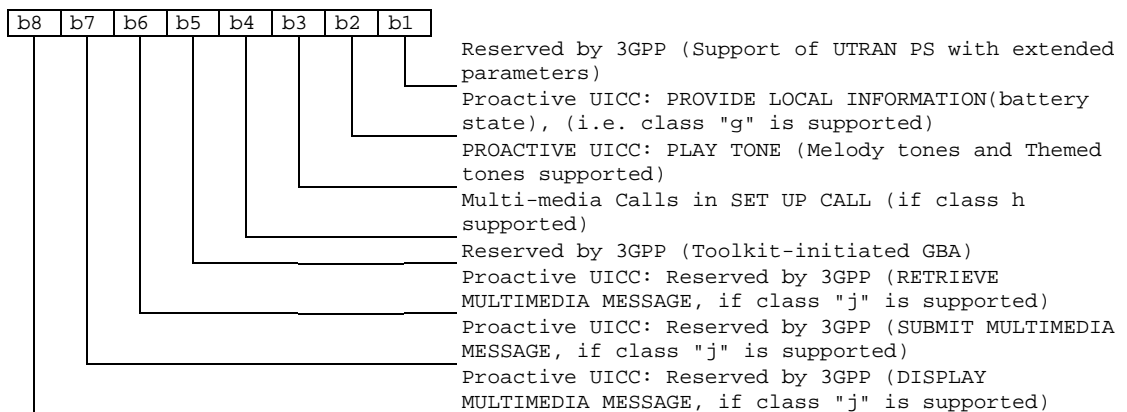 b8 b7 b6 b5 b4 b3 b2 b1
Reserved by 3GPP (Support of UTRAN PS with extended
parameters)
Proactive UICC: PROVIDE LOCAL INFORMATION(battery
state), (i.e. class "g" is supported)
PROACTIVE UICC: PLAY TONE (Melody tones and Themed
tones supported)
Multi-media Calls in SET UP CALL (if class h
supported)
Reserved by 3GPP (Toolkit-initiated GBA)
Proactive UICC: Reserved by 3GPP (RETRIEVE
MULTIMEDIA MESSAGE, if class "j" is supported)
Proactive UICC: Reserved by 3GPP (SUBMIT MULTIMEDIA
MESSAGE, if class "j" is supported)
Proactive UICC: Reserved by 3GPP (DISPLAY
MULTIMEDIA MESSAGE, if class "j" is supported)